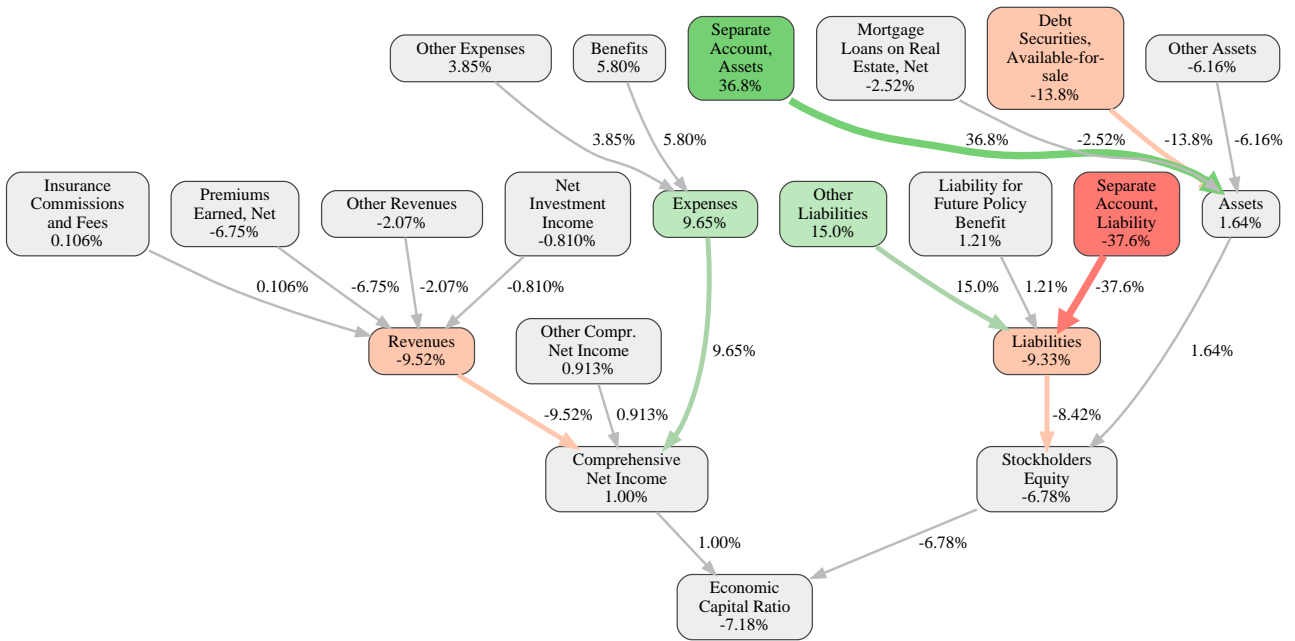 Other Expenses
3.85%
Benefits
5.80%
Separate
Account,
Assets
36.8%
Mortgage
Loans on Real
Estate, Net
-2.52%
Debt
Securities,
Available-for-
sale
-13.8%
Other Assets
-6.16%
3.85%
5.80%
36.8%
-2.52%
-13.8%
-6.16%
Insurance
Commissions
and Fees
0.106%
Premiums
Earned, Net
-6.75%
Other Revenues
-2.07%
Net
Investment
Income
-0.810%
Expenses
9.65%
Other
Liabilities
15.0%
Liability for
Future Policy
Benefit
1.21%
Separate
Account,
Liability
-37.6%
Assets
1.64%
0.106%
-6.75%
-2.07%
-0.810%
15.0%
1.21%
-37.6%
Revenues
-9.52%
Other Compr.
Net Income
0.913%
9.65%
Liabilities
-9.33%
1.64%
-9.52%
0.913%
-8.42%
Comprehensive
Net Income
1.00%
Stockholders
Equity
-6.78%
1.00%
-6.78%
Economic
Capital Ratio
-7.18%